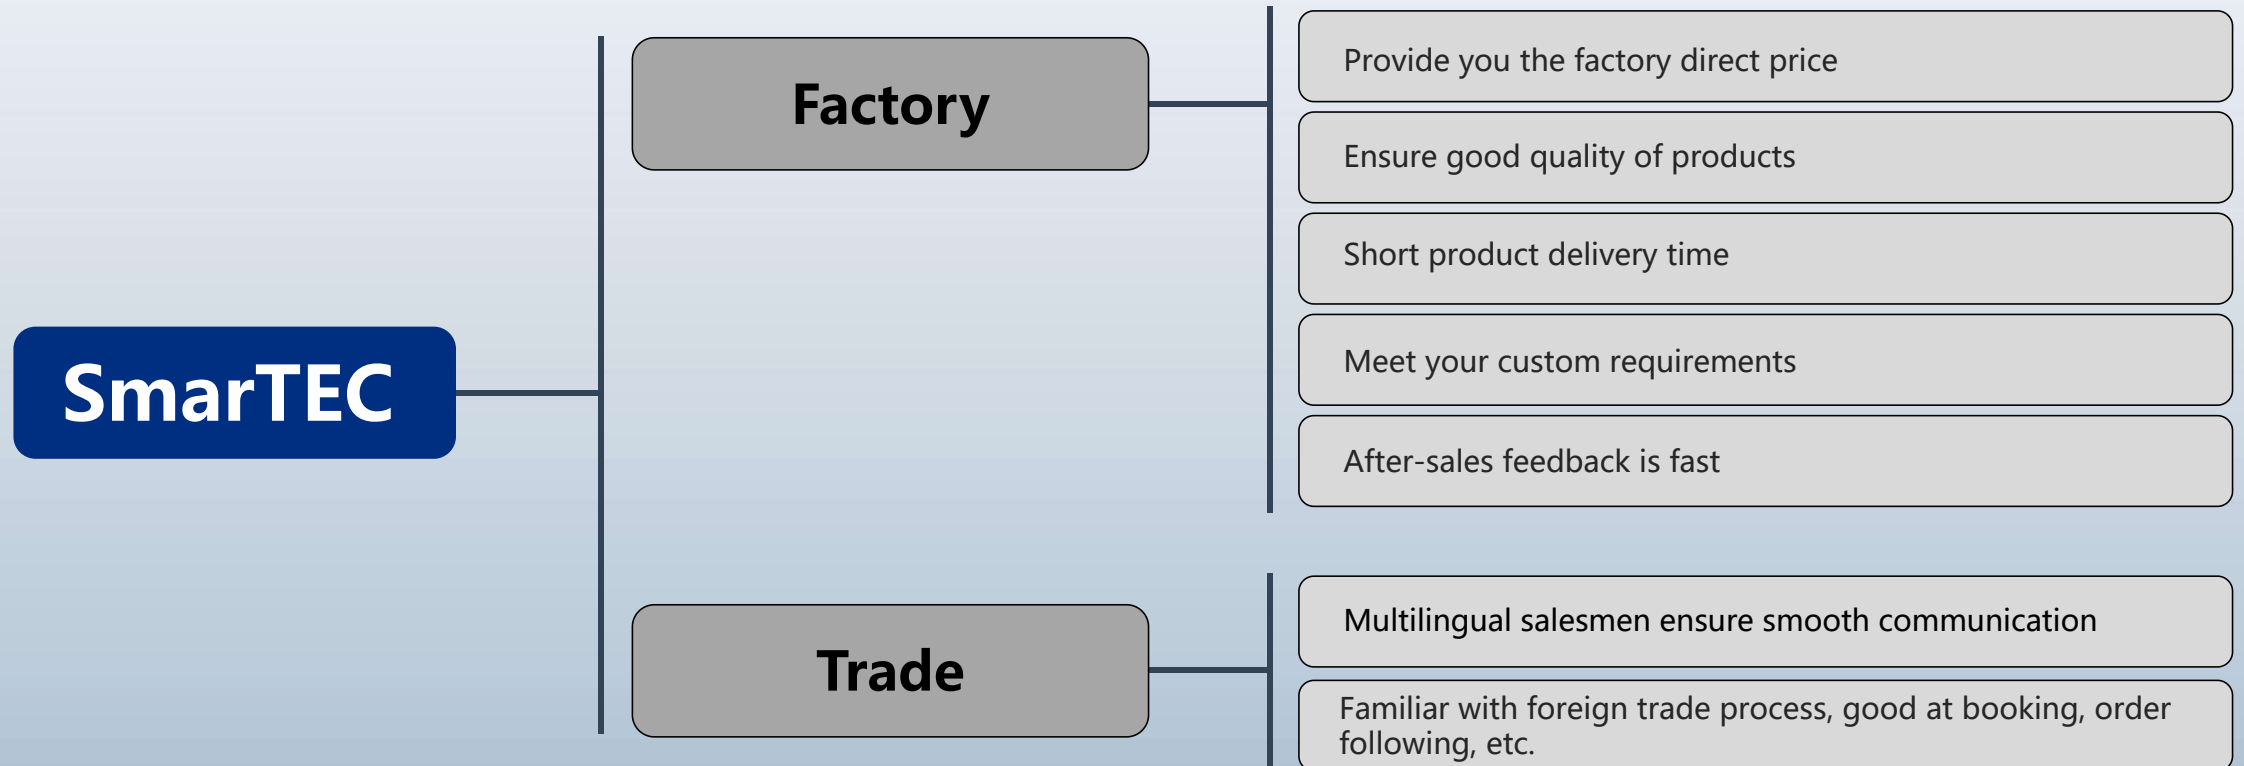 SmarTEC
Factory
Provide you the factory direct price
Ensure good quality of products
Short product delivery time
Meet your custom requirements
After-sales feedback is fast
Trade
Multilingual salesmen ensure smooth communication
Familiar with foreign trade process, good at booking, order
following, etc.